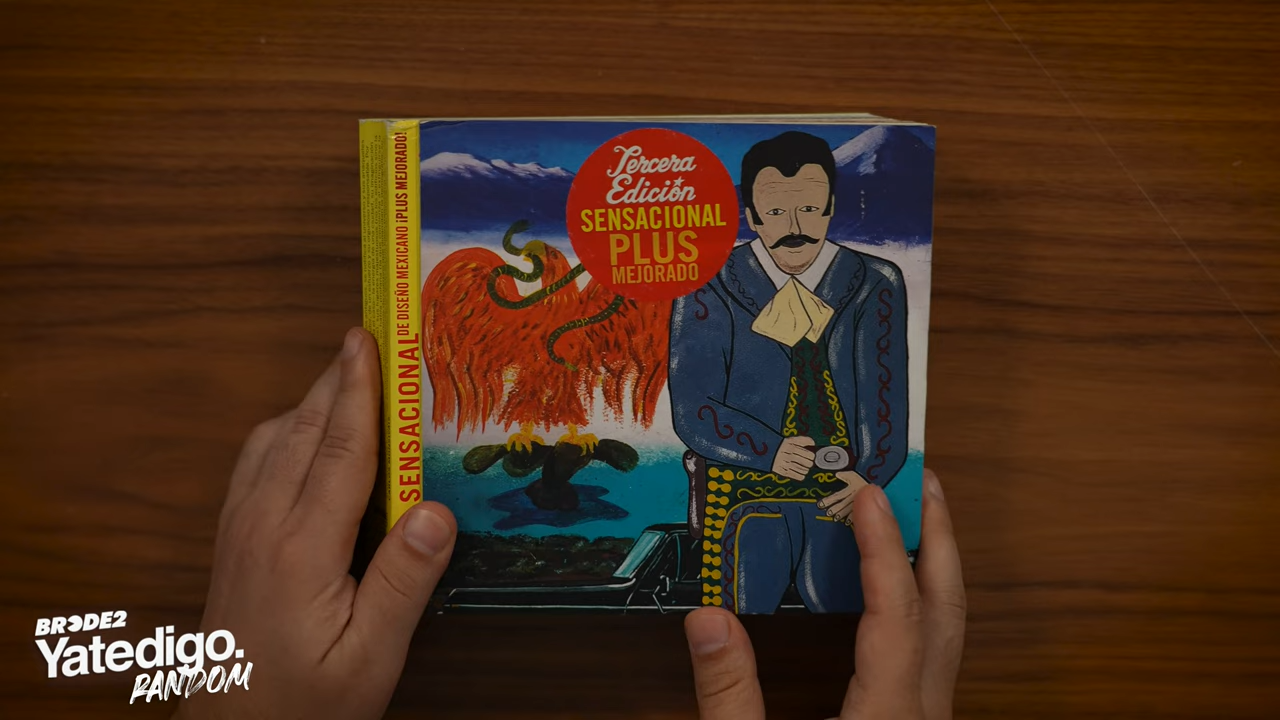 SENSACIONAL DE DISEÑO MEXICANO ¡PLUS MEJORADO!
Tercera
Edición
SENSACIONAL
PLUS
MEJORADO
BRODE2
Yatedigo.
RANDOM